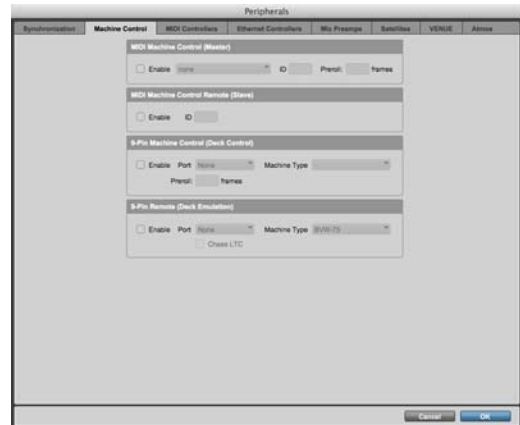 Peripherals
Synchronization Machine Control MIDI Controllers Ethernet Controllers Mic Preamps Satellites VENUE Atmos
MIDI Machine Control (Master)
Enable none ID Preroll: frames
MIDI Machine Control Remote (Slave)
Enable ID
9-Pin Machine Control (Deck Control)
Enable Port None Machine Type
Preroll: frames
9-Pin Remote (Deck Emulation)
Enable Port None Machine Type BVW-75
Chase LTC
Cancel OK